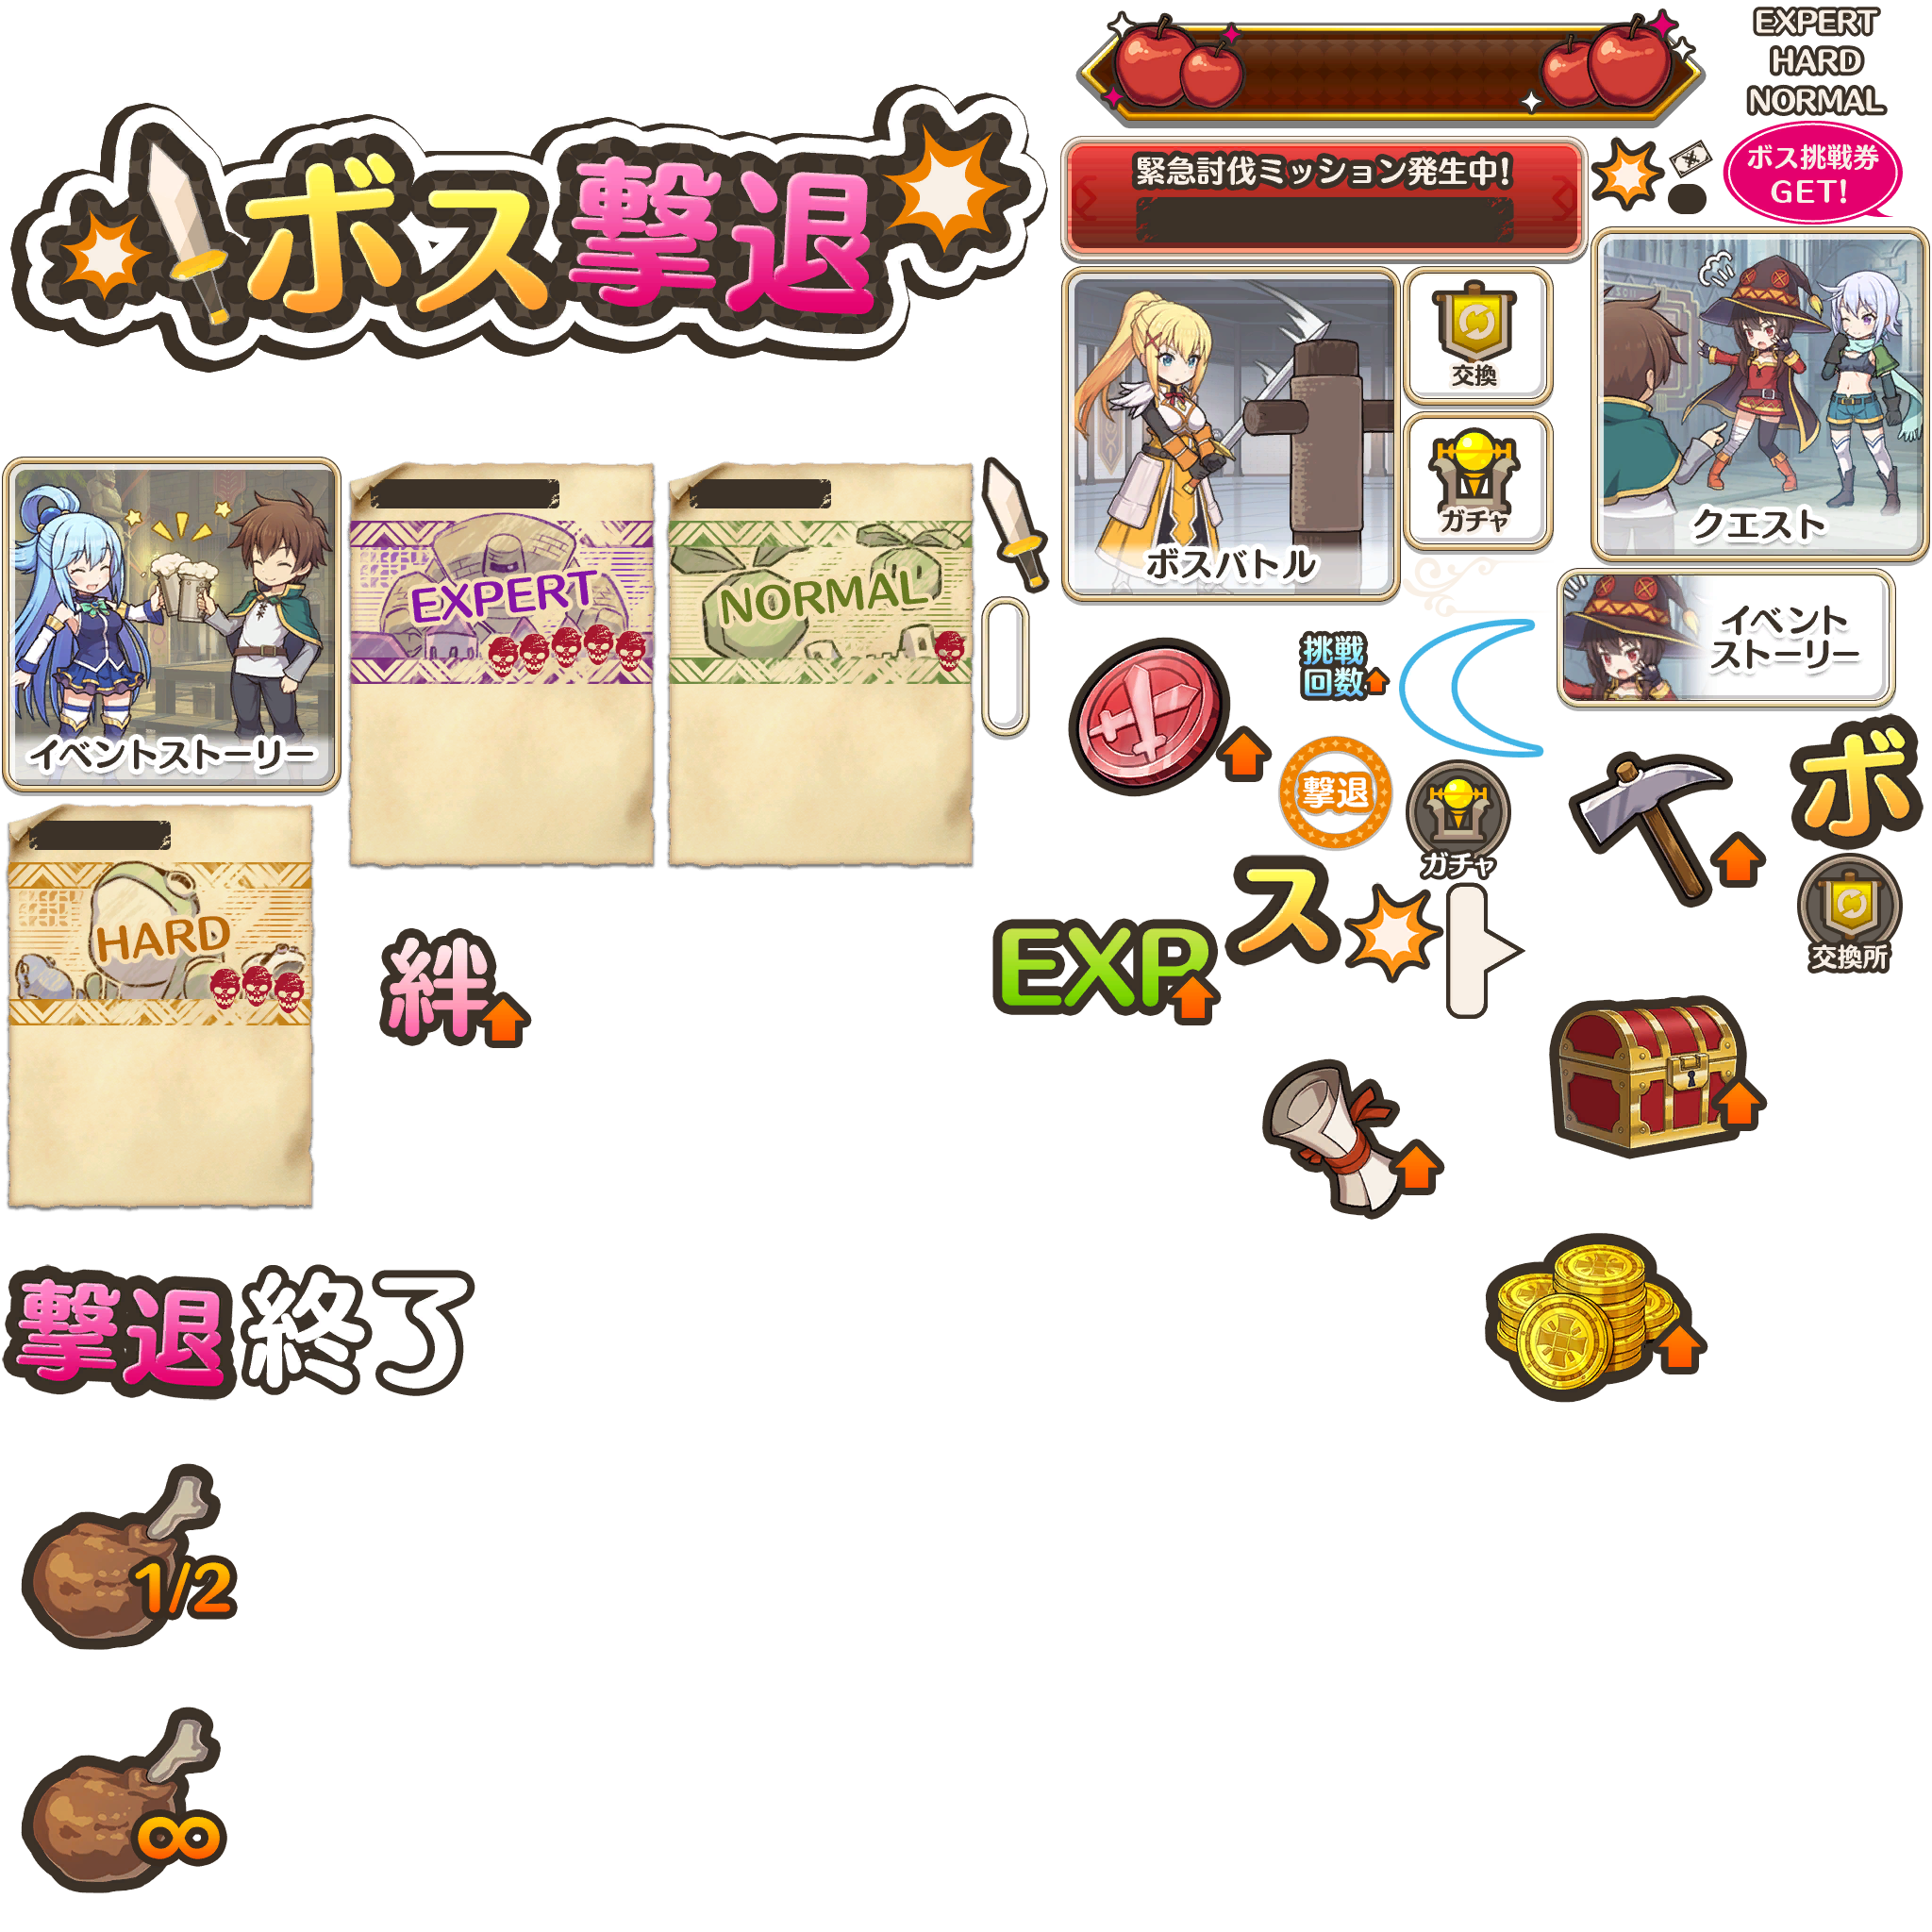 EXPERT
HARD
NORMAL
ボス撃退
緊急討伐ミッション発生中!
ボス挑戦券
GET!
交換
ガチャ
ボスバトル
クエスト
イベント
ストーリー
イベントストーリー
EXPERT
NORMAL
挑戦
回数
撃退
ガチャ
ボ
ス
交換所
HARD
絆
EXP
撃退
終了
1/2
∞